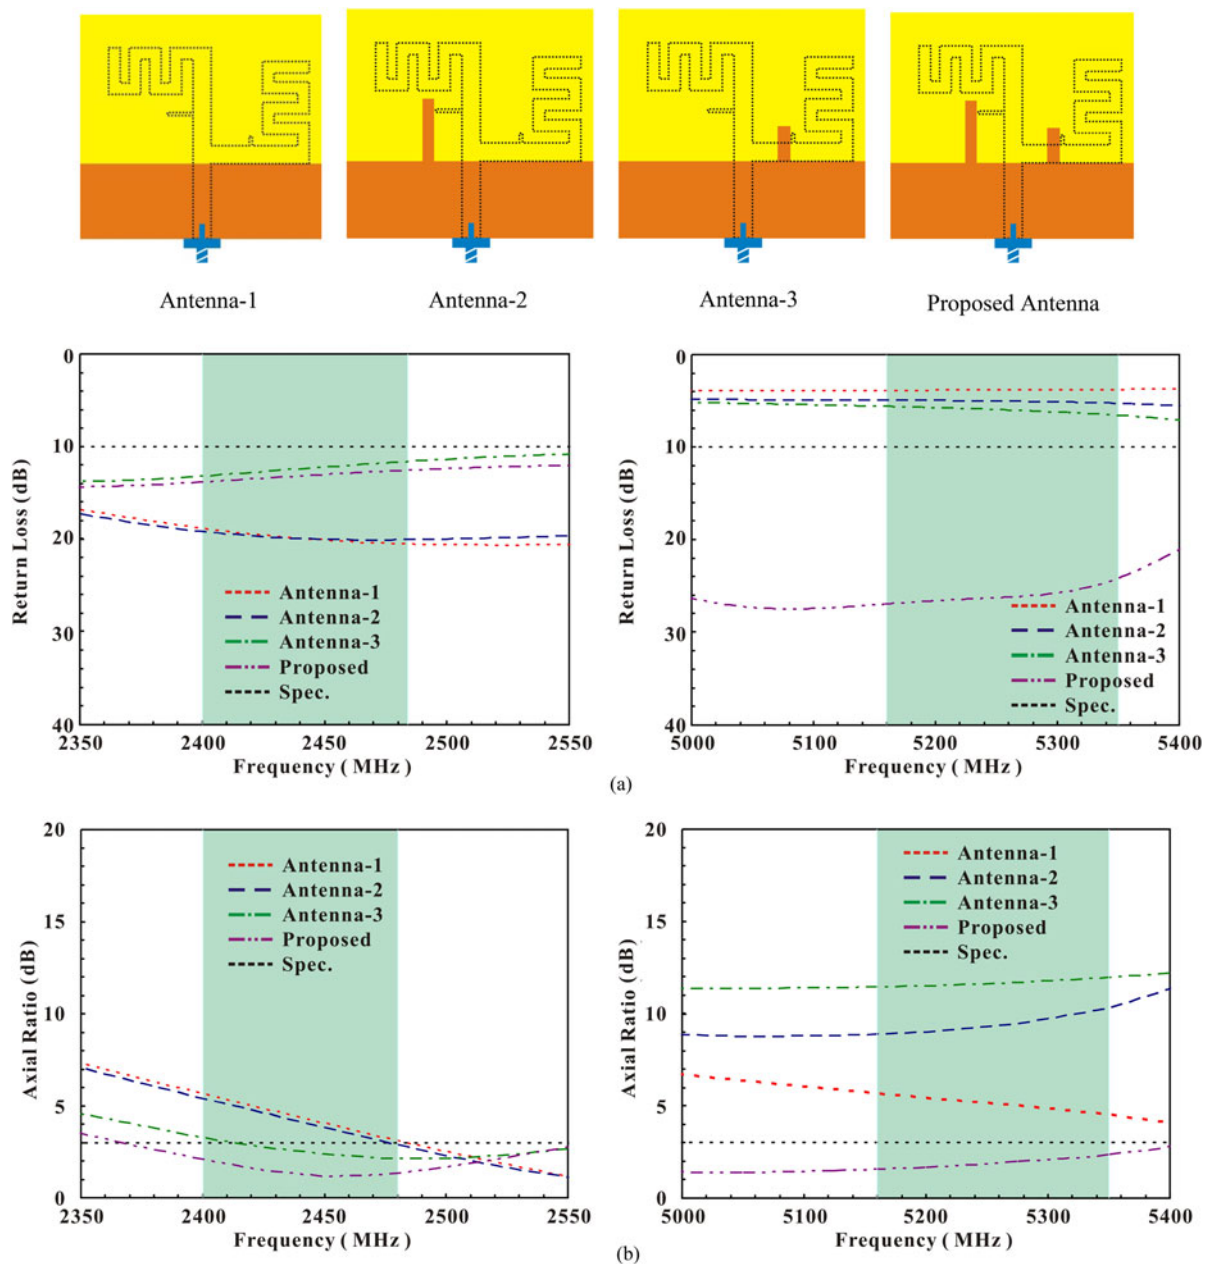 Antenna-1 Antenna-2 Antenna-3 Proposed Antenna
0
10
20
30
40
Return Loss (dB)
Antenna-1
Antenna-2
Antenna-3
Proposed
Spec.
2350 2400 2450 2500 2550
Frequency ( MHz )
0
10
20
30
40
Return Loss (dB)
Antenna-1
Antenna-2
Antenna-3
Proposed
Spec.
5000 5100 5200 5300 5400
Frequency ( MHz )
(a)
20
15
10
5
0
Axial Ratio (dB)
Antenna-1
Antenna-2
Antenna-3
Proposed
Spec.
2350 2400 2450 2500 2550
Frequency ( MHz )
20
15
10
5
0
Axial Ratio (dB)
Antenna-1
Antenna-2
Antenna-3
Proposed
Spec.
5000 5100 5200 5300 5400
Frequency ( MHz )
(b)